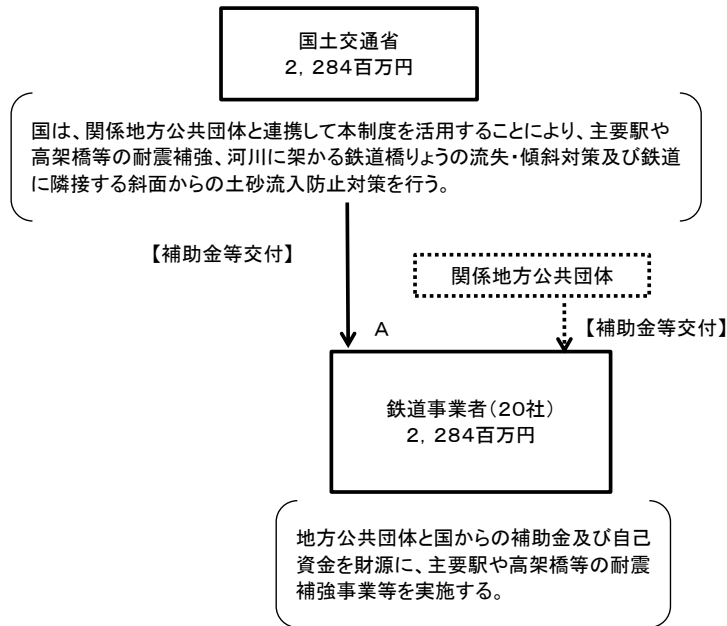 国土交通省
２，２８４百万円
国は、関係地方公共団体と連携して本制度を活用することにより、主要駅や
高架橋等の耐震補強、河川に架かる鉄道橋りょうの流失・傾斜対策及び鉄道
に隣接する斜面からの土砂流入防止対策を行う。
【補助金等交付】
関係地方公共団体
A
【補助金等交付】
鉄道事業者（２０社）
２，２８４百万円
地方公共団体と国からの補助金及び自己
資金を財源に、主要駅や高架橋等の耐震
補強事業等を実施する。